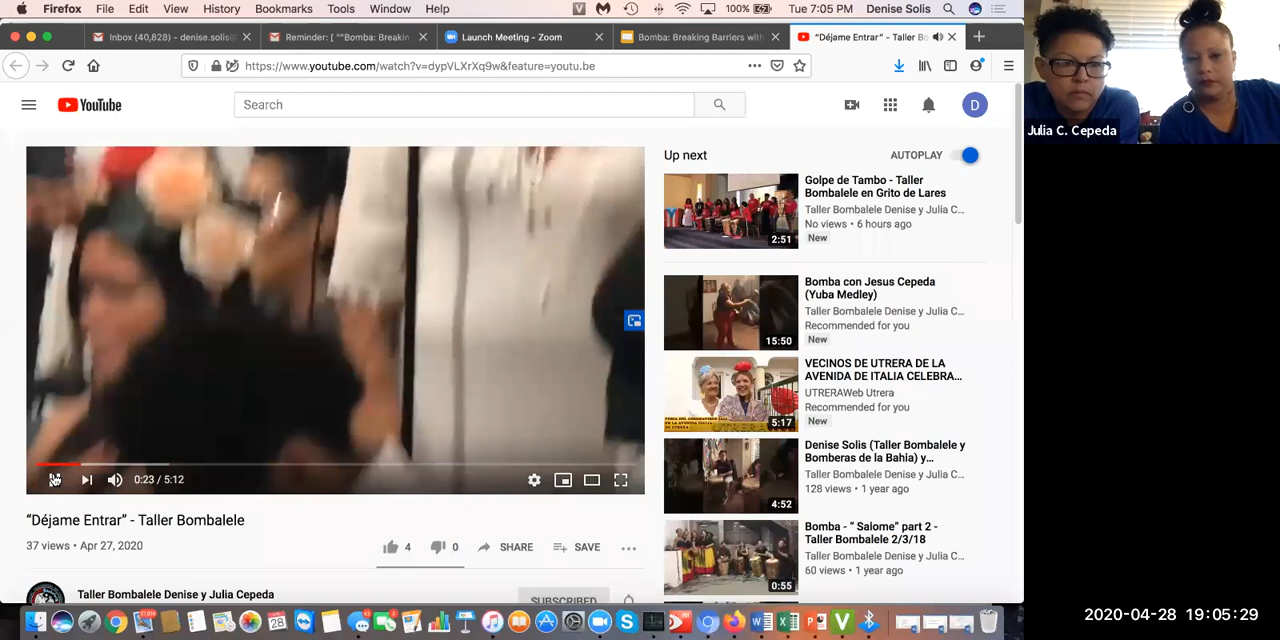 Firefox File Edit View History Bookmarks Tools Window Help 100% Tue 7:05 PM Denise Solis
Inbox (40,828) - denise.solis@
Reminder: [ ""Bomba: Breakin
Launch Meeting - Zoom
Bomba: Breaking Barriers with
"Déjame Entrar" - Taller Bo
https://www.youtube.com/watch?v=dypVLXrXq9w&feature=youtu.be
YouTube
Search
D
Julia C. Cepeda
Up next
AUTOPLAY
Golpe de Tambo - Taller
Bombalele en Grito de Lares
Taller Bombalele Denise y Julia C...
No views • 6 hours ago
New
2:51
Bomba con Jesus Cepeda
(Yuba Medley)
Taller Bombalele Denise y Julia C...
Recommended for you
New
15:50
VECINOS DE UTRERA DE LA
AVENIDA DE ITALIA CELEBRA...
UTRERAWeb Utrera
Recommended for you
New
5:17
Denise Solis (Taller Bombalele y
Bomberas de la Bahia) y...
Taller Bombalele Denise y Julia C...
128 views • 1 year ago
4:52
Bomba - " Salome" part 2 -
Taller Bombalele 2/3/18
Taller Bombalele Denise y Julia C...
60 views • 1 year ago
0:55
0:23 / 5:12
"Déjame Entrar" - Taller Bombalele
37 views • Apr 27, 2020
4 0 SHARE SAVE
Taller Bombalele Denise y Julia Cepeda
SUBSCRIBED
2020-04-28 19:05:29